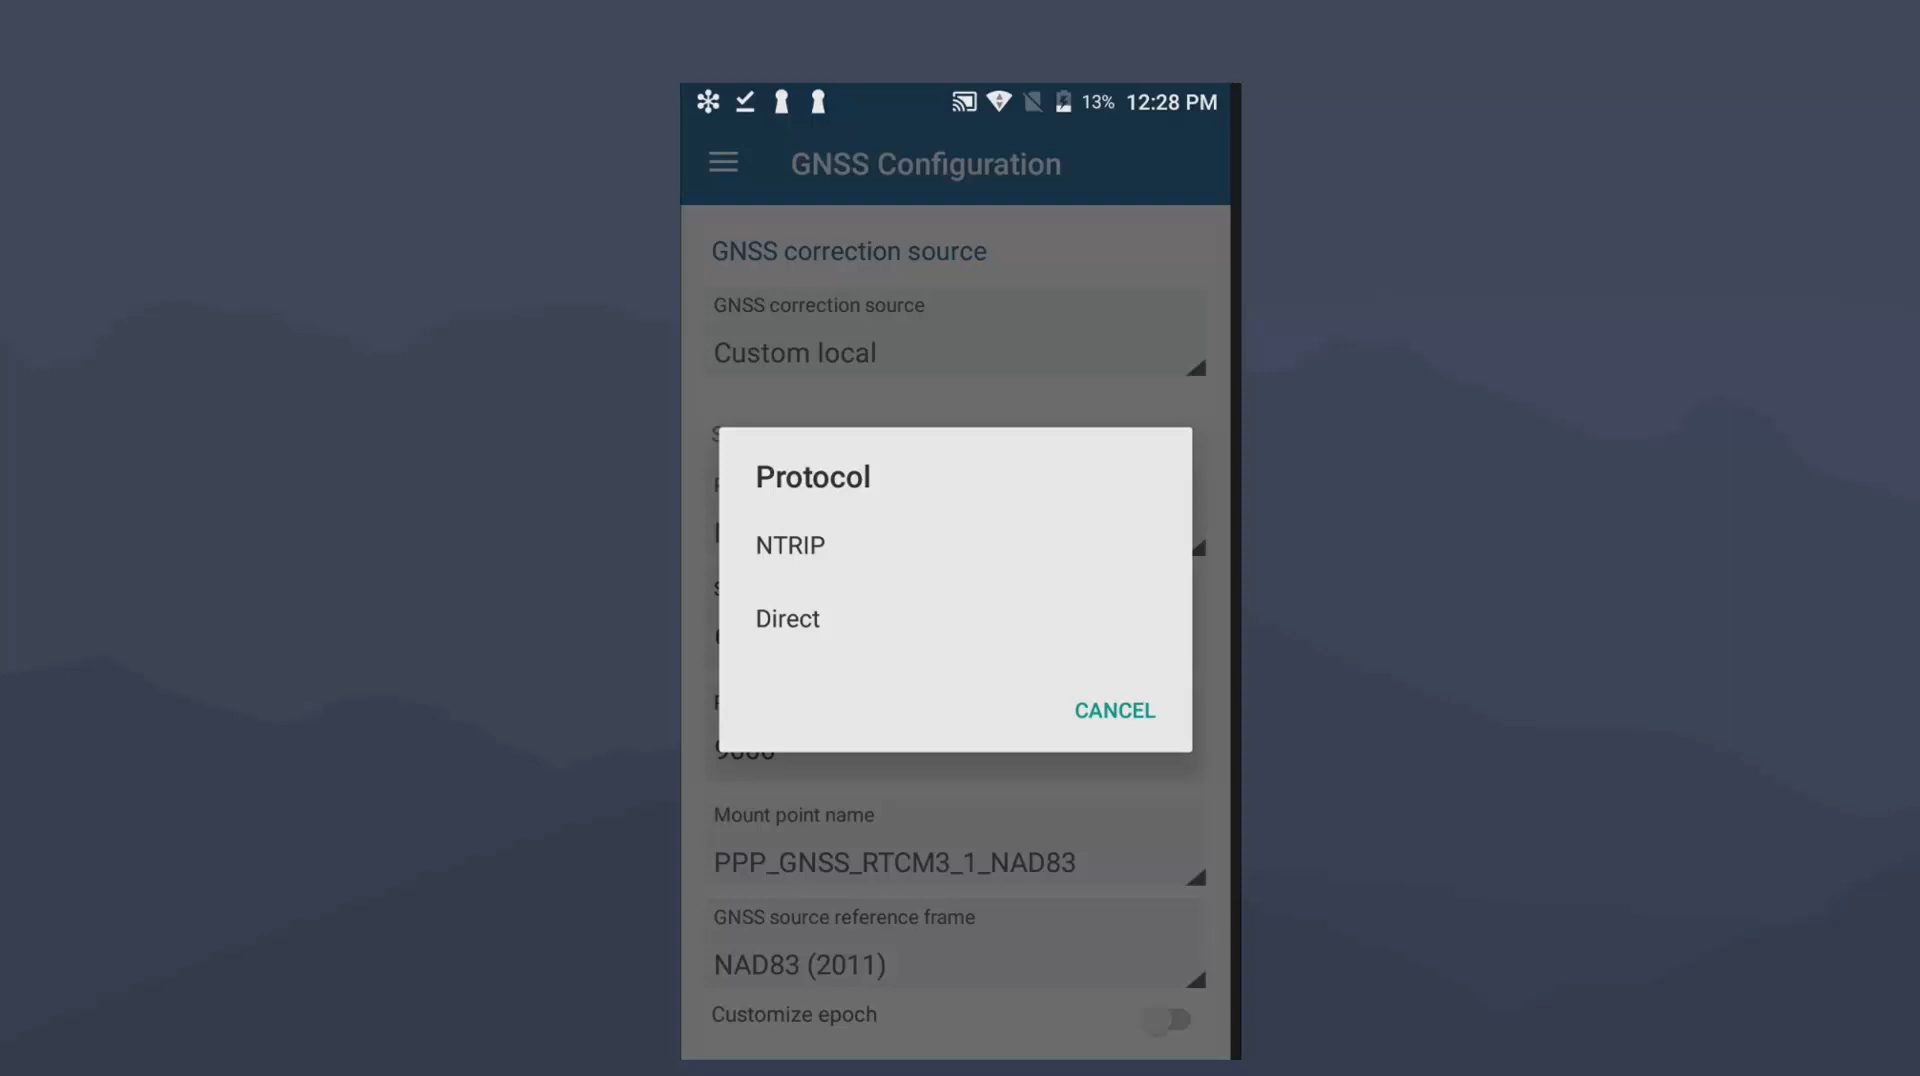 13% 12:28 PM
GNSS Configuration
GNSS correction source
GNSS correction source
Custom local
Protocol
NTRIP
Direct
CANCEL
Mount point name
PPP_GNSS_RTCM3_1_NAD83
GNSS source reference frame
NAD83 (2011)
Customize epoch